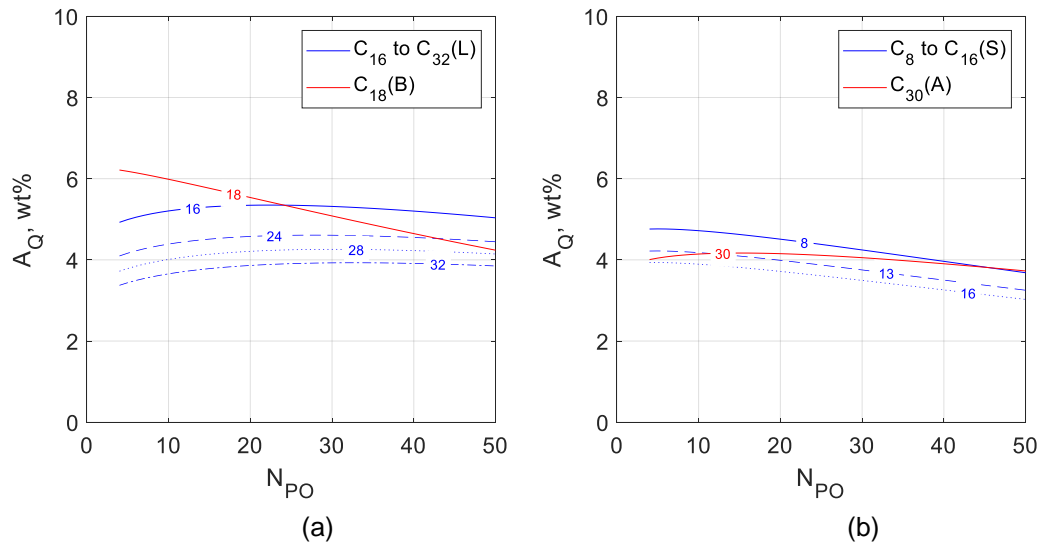 10
8
6
4
2
0
A_Q, wt%
C_16 to C_32(L)
C_18(B)
18
16
24
28
32
0 10 20 30 40 50
N_PO
(a)
10
8
6
4
2
0
A_Q, wt%
C_8 to C_16(S)
C_30(A)
8
30
13
16
0 10 20 30 40 50
N_PO
(b)